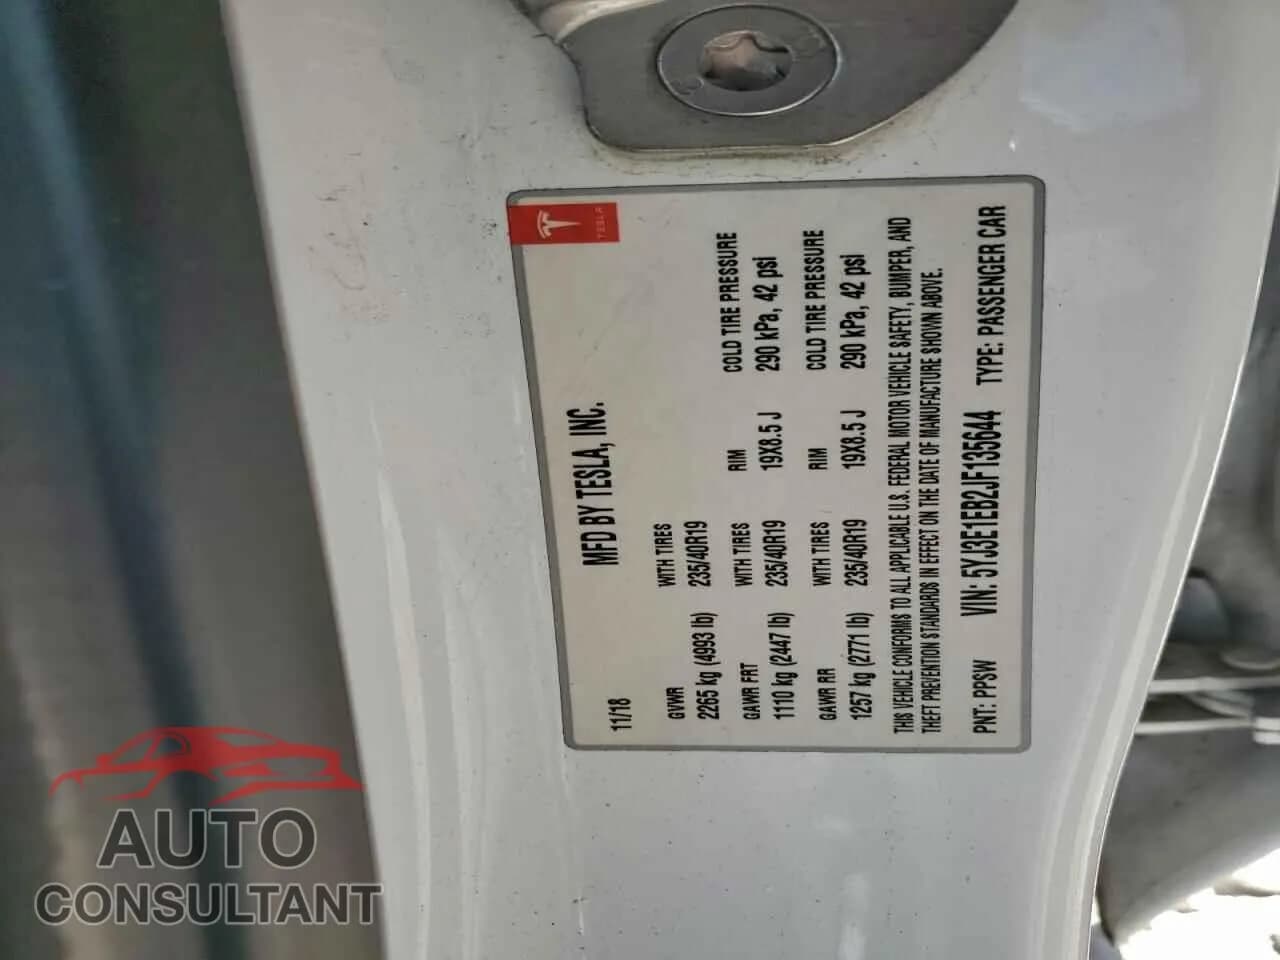 TESLA
MFD BY TESLA, INC.
11/18
GVWR WITH TIRES
2265 kg (4993 lb) 235/40R19
GAWR FRT WITH TIRES RIM COLD TIRE PRESSURE
1110 kg (2447 lb) 235/40R19 19X8.5 J 290 kPa, 42 psi
GAWR RR WITH TIRES RIM COLD TIRE PRESSURE
1257 kg (2771 lb) 235/40R19 19X8.5 J 290 kPa, 42 psi
THIS VEHICLE CONFORMS TO ALL APPLICABLE U.S. FEDERAL MOTOR VEHICLE SAFETY, BUMPER, AND
THEFT PREVENTION STANDARDS IN EFFECT ON THE DATE OF MANUFACTURE SHOWN ABOVE.
PNT: PPSW VIN: 5YJ3E1EB2JF135644 TYPE: PASSENGER CAR
AUTO
CONSULTANT